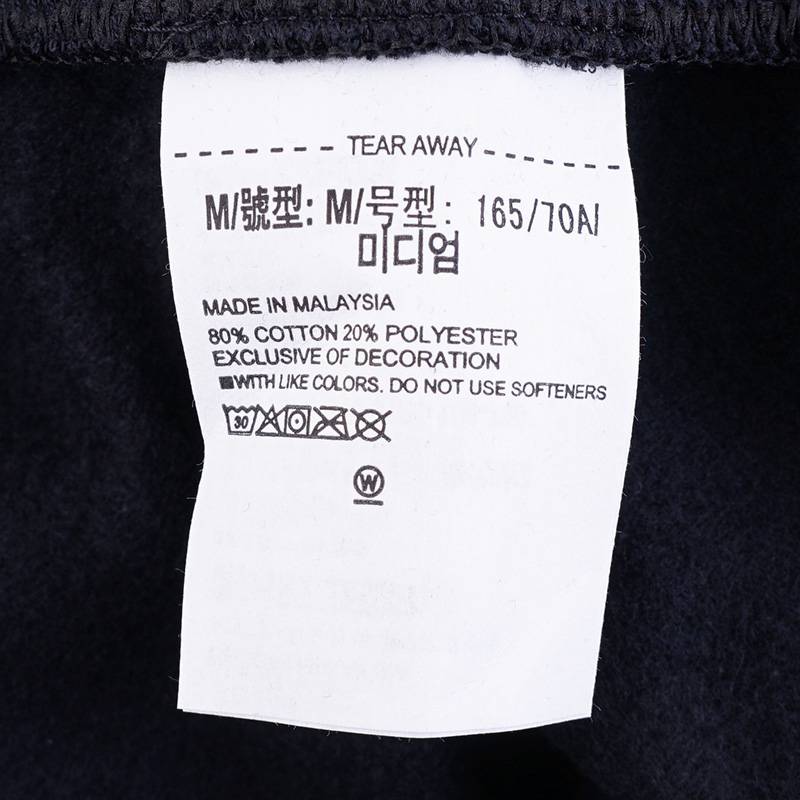 TEAR AWAY
M/號型: M/号型: 165/70A/
미디엄
MADE IN MALAYSIA
80% COTTON 20% POLYESTER
EXCLUSIVE OF DECORATION
WITH LIKE COLORS. DO NOT USE SOFTENERS
30
W